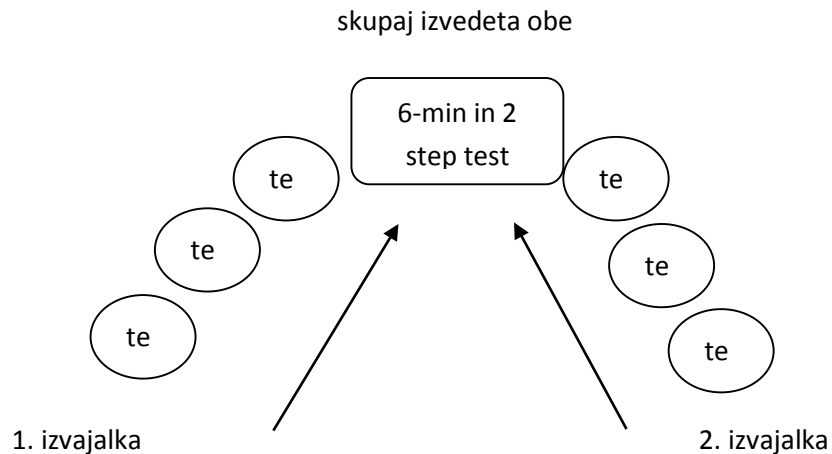 skupaj izvedeta obe
6-min in 2
step test
te
te
te
te
te
te
1. izvajalka
2. izvajalka